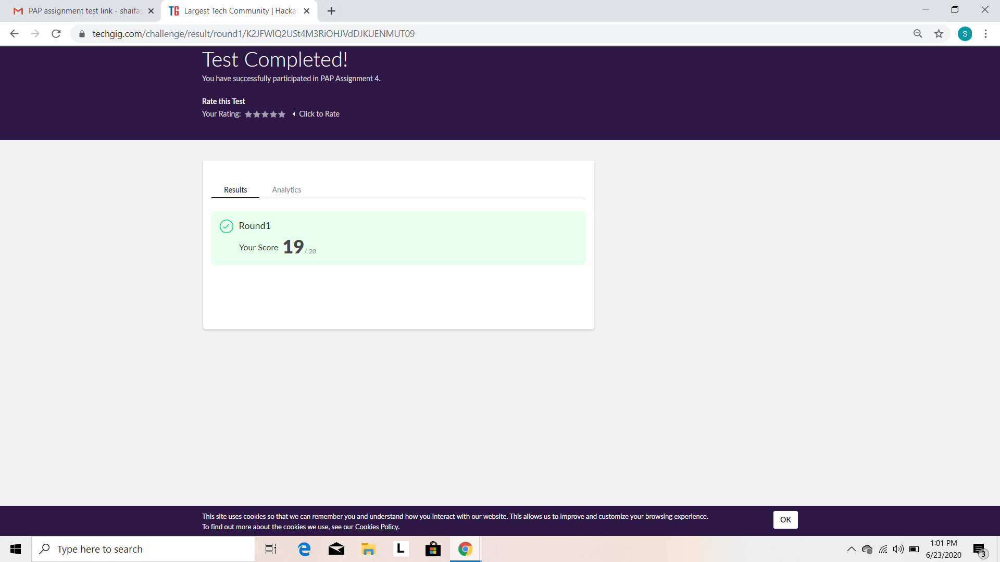 PAP assignment test link - shaifas
TG Largest Tech Community | Hacka
techgig.com/challenge/result/round1/K2JFWlQ2USt4M3RiOHJVdDJKUENMUT09
S
Test Completed!
You have successfully participated in PAP Assignment 4.
Rate this Test
Your Rating: Click to Rate
Results Analytics
Round1
Your Score 19 / 20
This site uses cookies so that we can remember you and understand how you interact with our website. This allows us to improve and customize your browsing experience.
To find out more about the cookies we use, see our Cookies Policy.
OK
Type here to search
L
1:01 PM
6/23/2020
3